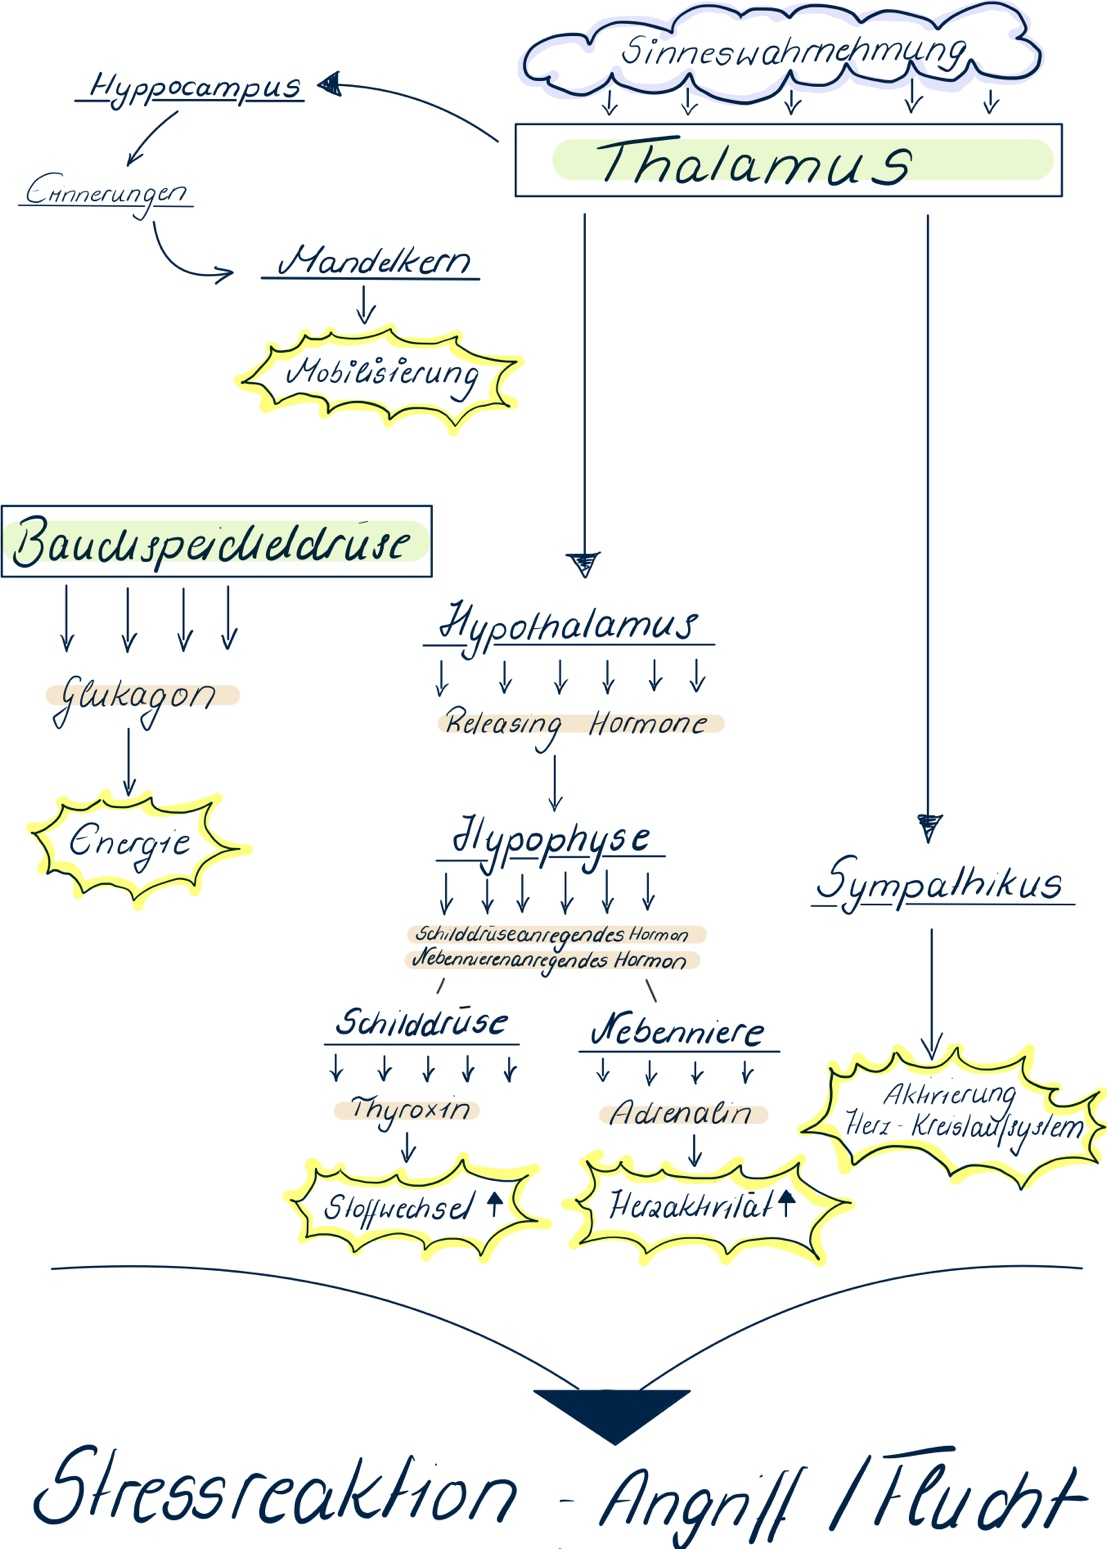 Sinneswahrnehmung
Hyppocampus
Thalamus
Erinnerungen
Mandelkern
Mobilisierung
Bauchspeicheldrüse
Hypothalamus
Glukagon
Releasing Hormone
Energie
Hypophyse
Sympathikus
Schilddrüseanregendes Hormon
Nebennierenanregendes Hormon
Schilddrüse
Nebenniere
Aktivierung
Herz-Kreislaufsystem
Thyroxin
Adrenalin
Stoffwechsel ↑
Herzaktivität ↑
Stressreaktion - Angriff / Flucht